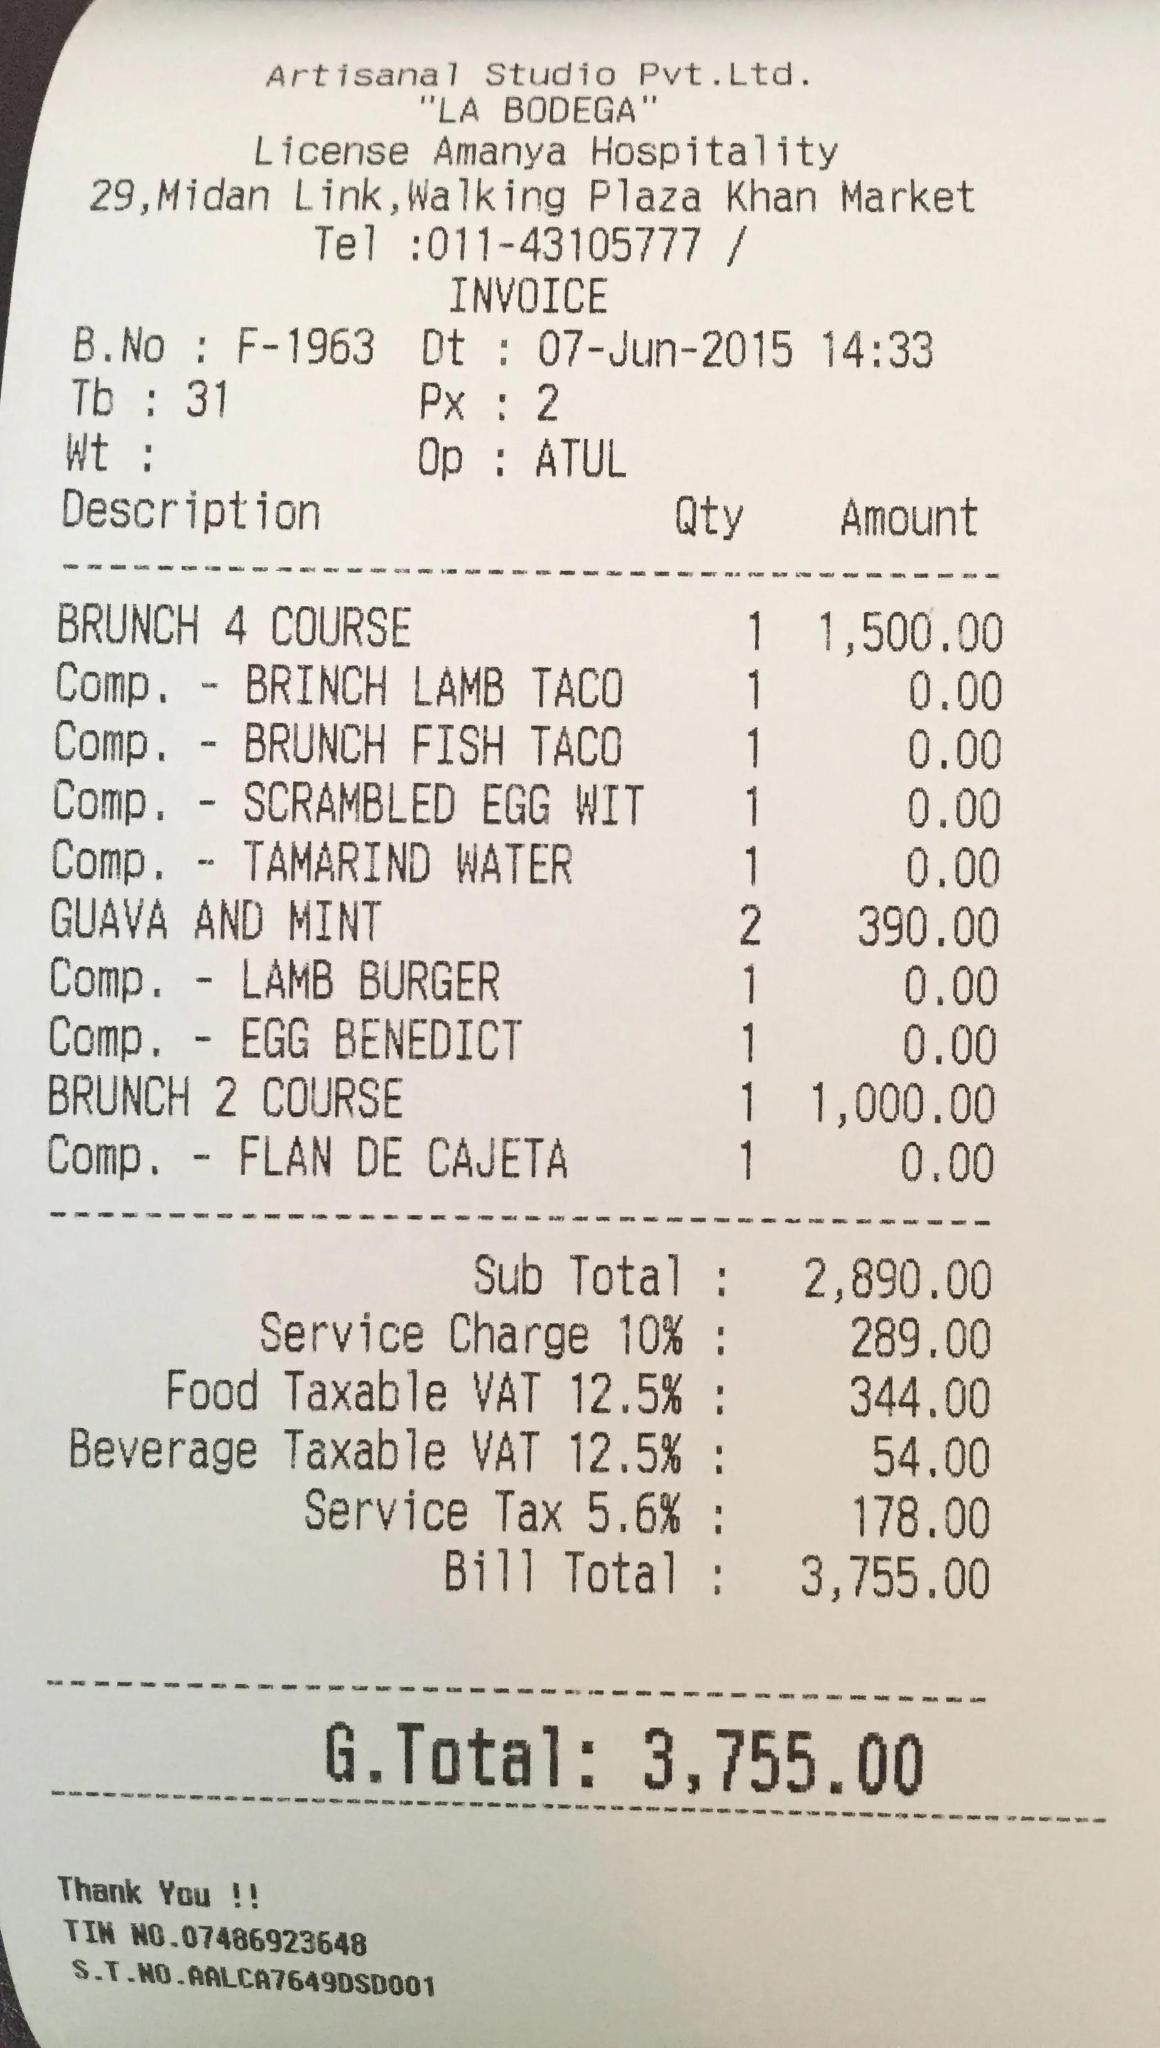 Artisanal Studio Pvt.Ltd.
"LA BODEGA"
License Amanya Hospitality
29,Midan Link,Walking Plaza Khan Market
Tel :011-43105777 /
INVOICE
B.No : F-1963 Dt : 07-Jun-2015 14:33
Tb : 31 Px : 2
Wt : Op : ATUL
Description Qty Amount
BRUNCH 4 COURSE 1 1,500.00
Comp. - BRINCH LAMB TACO 1 0.00
Comp. - BRUNCH FISH TACO 1 0.00
Comp. - SCRAMBLED EGG WIT 1 0.00
Comp. - TAMARIND WATER 1 0.00
GUAVA AND MINT 2 390.00
Comp. - LAMB BURGER 1 0.00
Comp. - EGG BENEDICT 1 0.00
BRUNCH 2 COURSE 1 1,000.00
Comp. - FLAN DE CAJETA 1 0.00
Sub Total : 2,890.00
Service Charge 10% : 289.00
Food Taxable VAT 12.5% : 344.00
Beverage Taxable VAT 12.5% : 54.00
Service Tax 5.6% : 178.00
Bill Total : 3,755.00
G.Total: 3,755.00
Thank You !!
TIN NO.07486923648
S.T.NO.AALCA7649DSD001